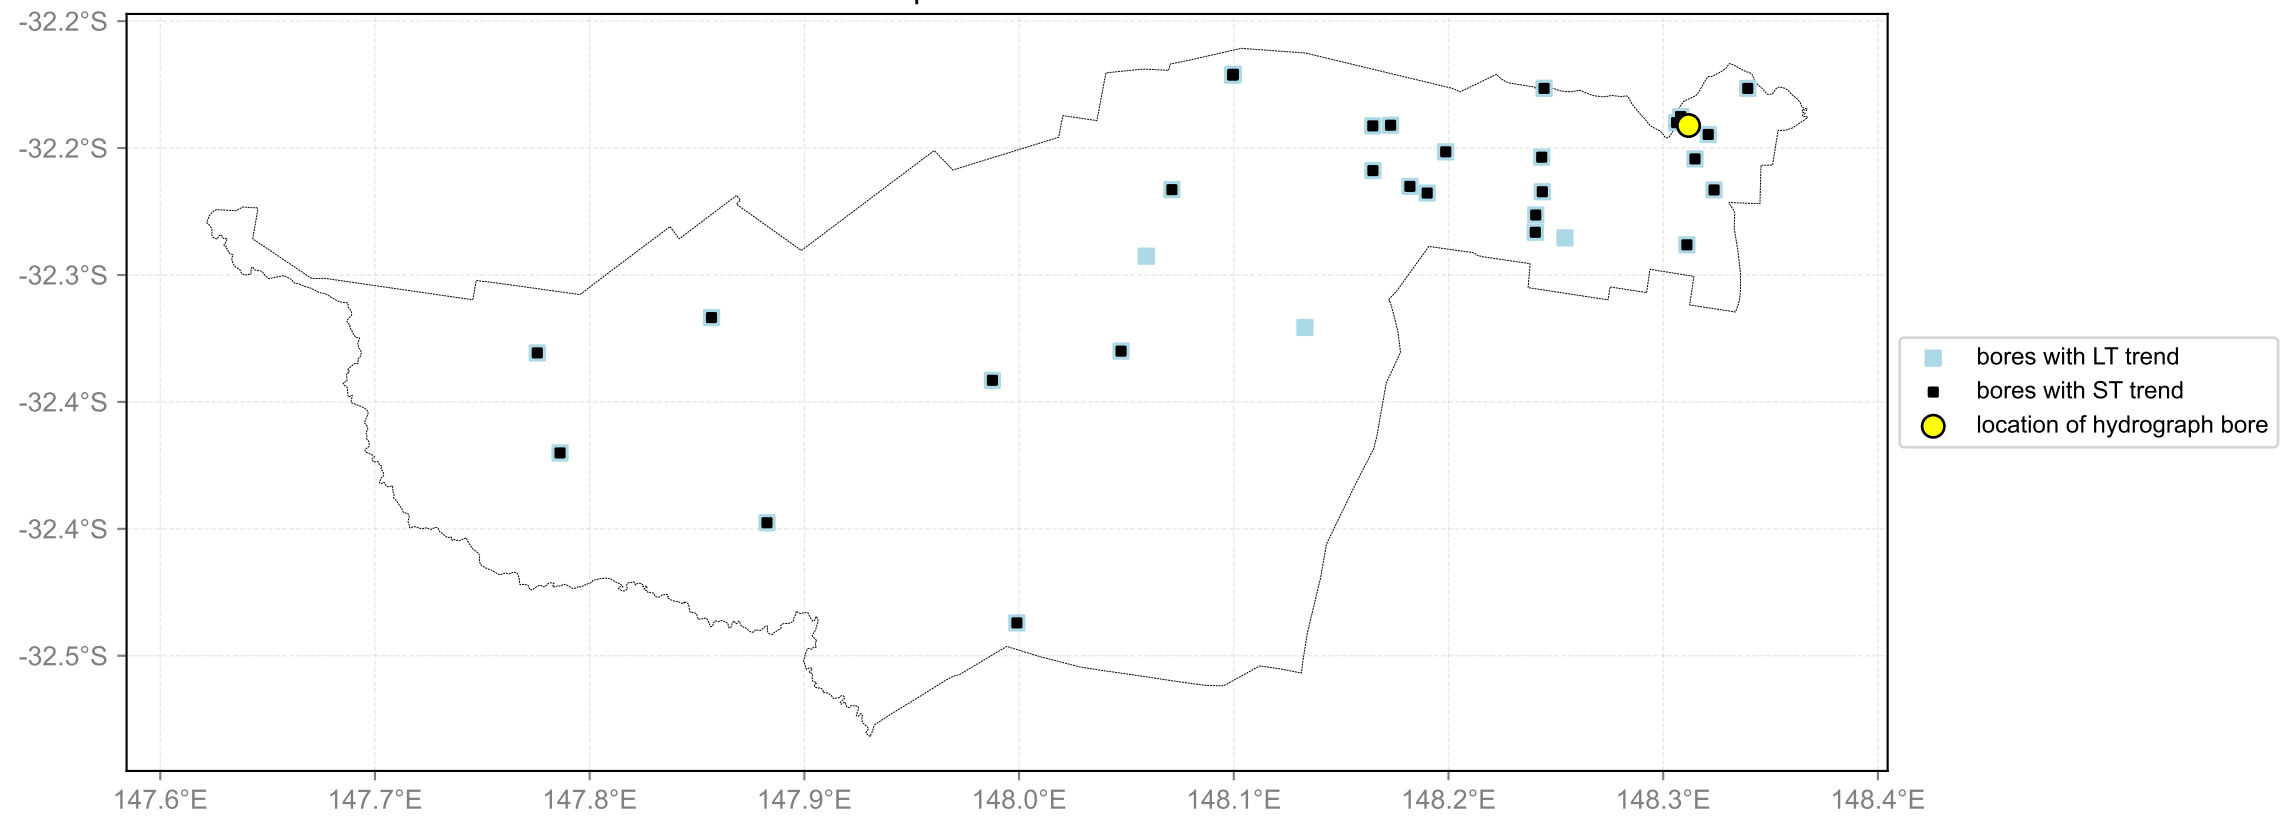 -32.2°S
-32.2°S
-32.3°S
-32.4°S
-32.4°S
-32.5°S
147.6°E 147.7°E 147.8°E 147.9°E 148.0°E 148.1°E 148.2°E 148.3°E 148.4°E
bores with LT trend
bores with ST trend
location of hydrograph bore